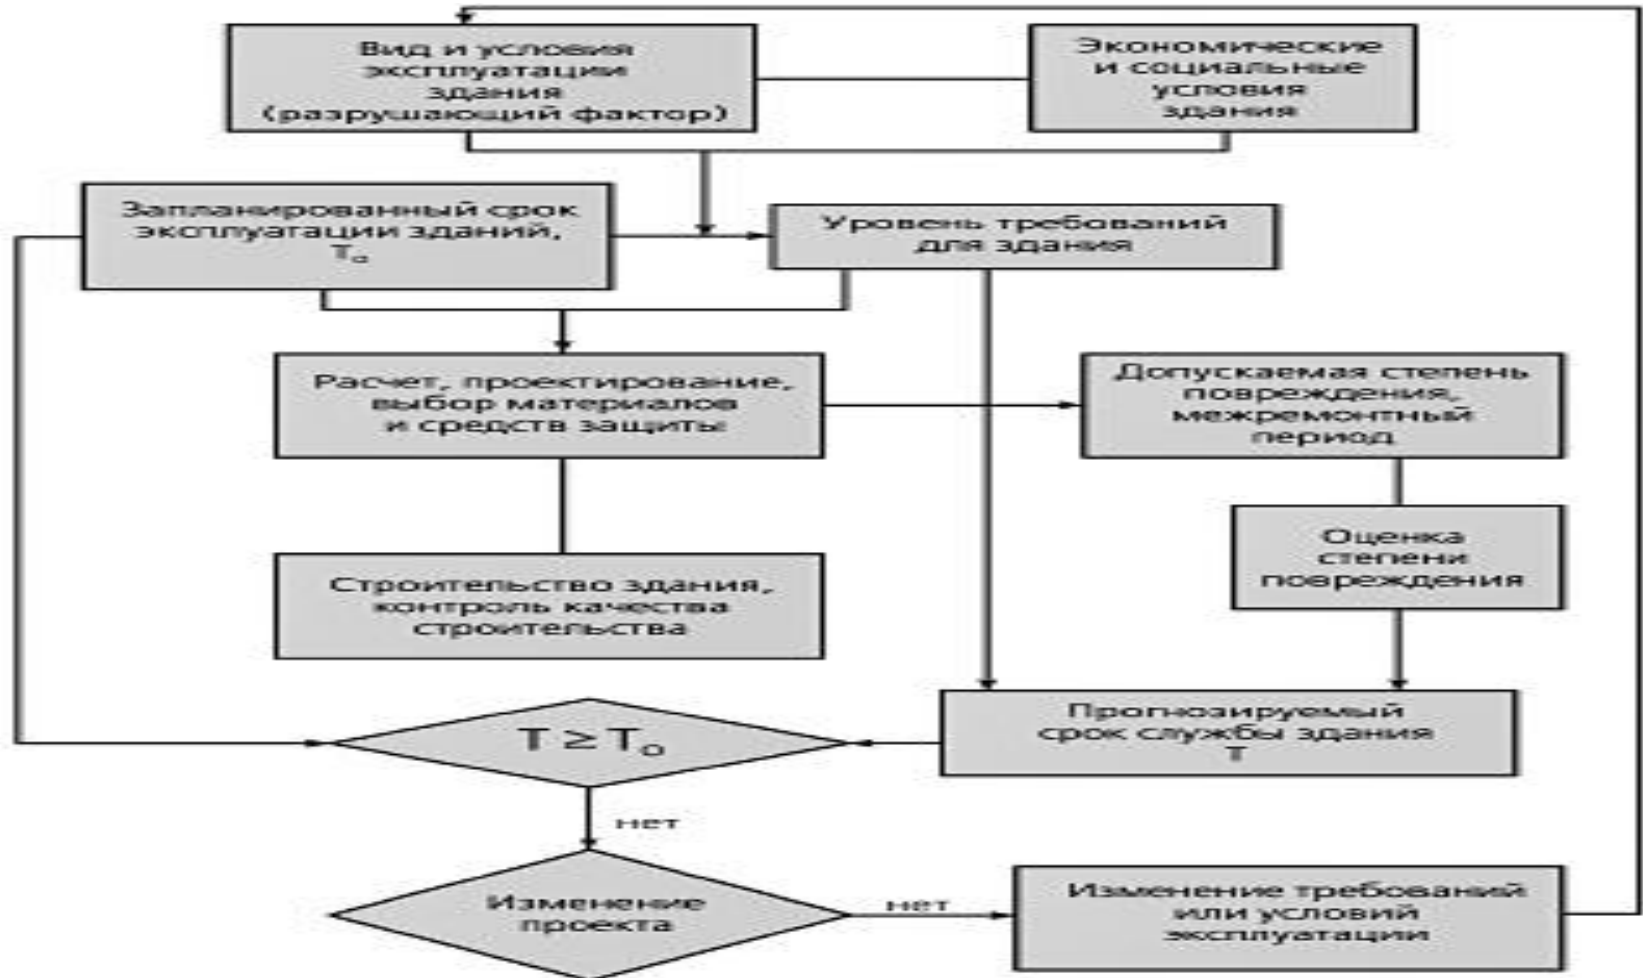 Вид и условия
эксплуатации
здания
(разрушающий фактор)
Экономические
и социальные
условия
здания
Запланированный срок
эксплуатации зданий,
Tₒ
Уровень требований
для здания
Расчет, проектирование,
выбор материалов
и средств защиты
Допускаемая степень
повреждения,
межремонтный
период
Оценка
степени
повреждения
Строительство здания,
контроль качества
строительства
Прогнозируемый
срок службы здания
T
T ≥ Tₒ
нет
Изменение
проекта
нет
Изменение требований
или условий
эксплуатации